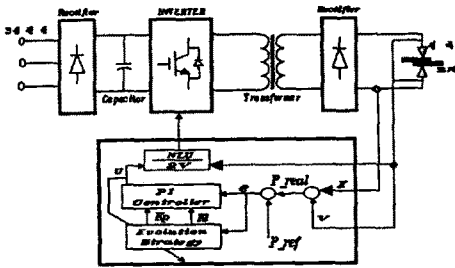 Rectifier
INVERTER
Rectifier
Capacitor
Transformer
U
PI
Controller
P_real
I
e
V
Kp
Ki
P_ref
Evolution
Strategy